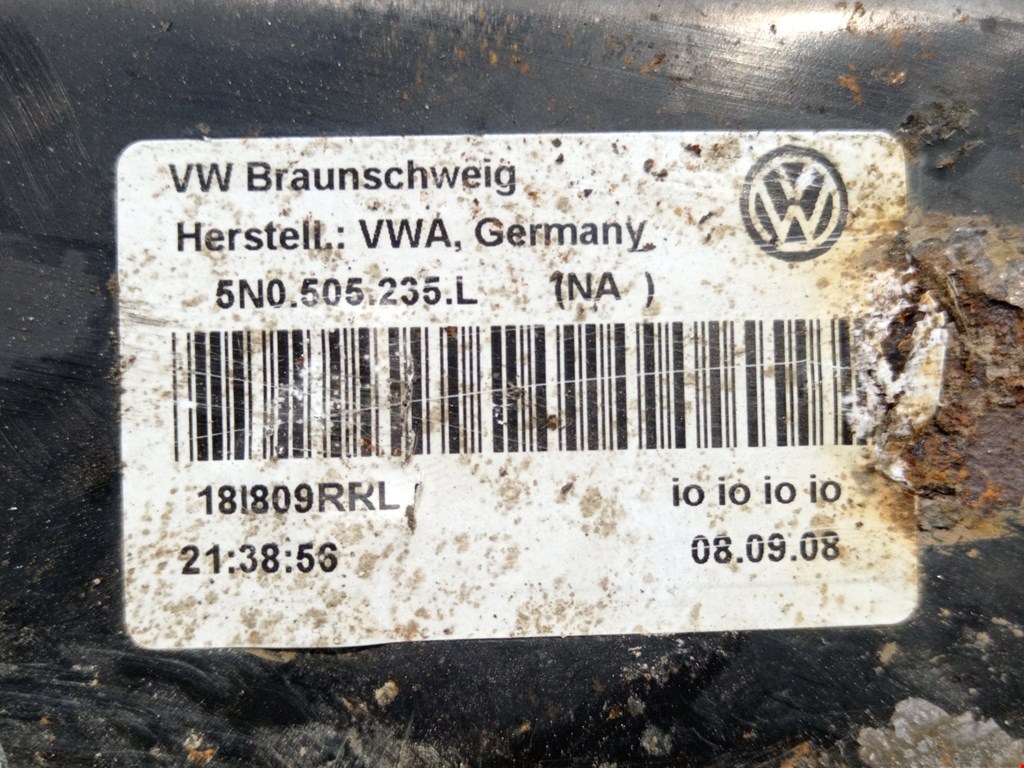 VW Braunschweig
Herstell.: VWA, Germany
5N0.505.235.L (1NA )
18I809RRL
io io io io
21:38:56
08.09.08